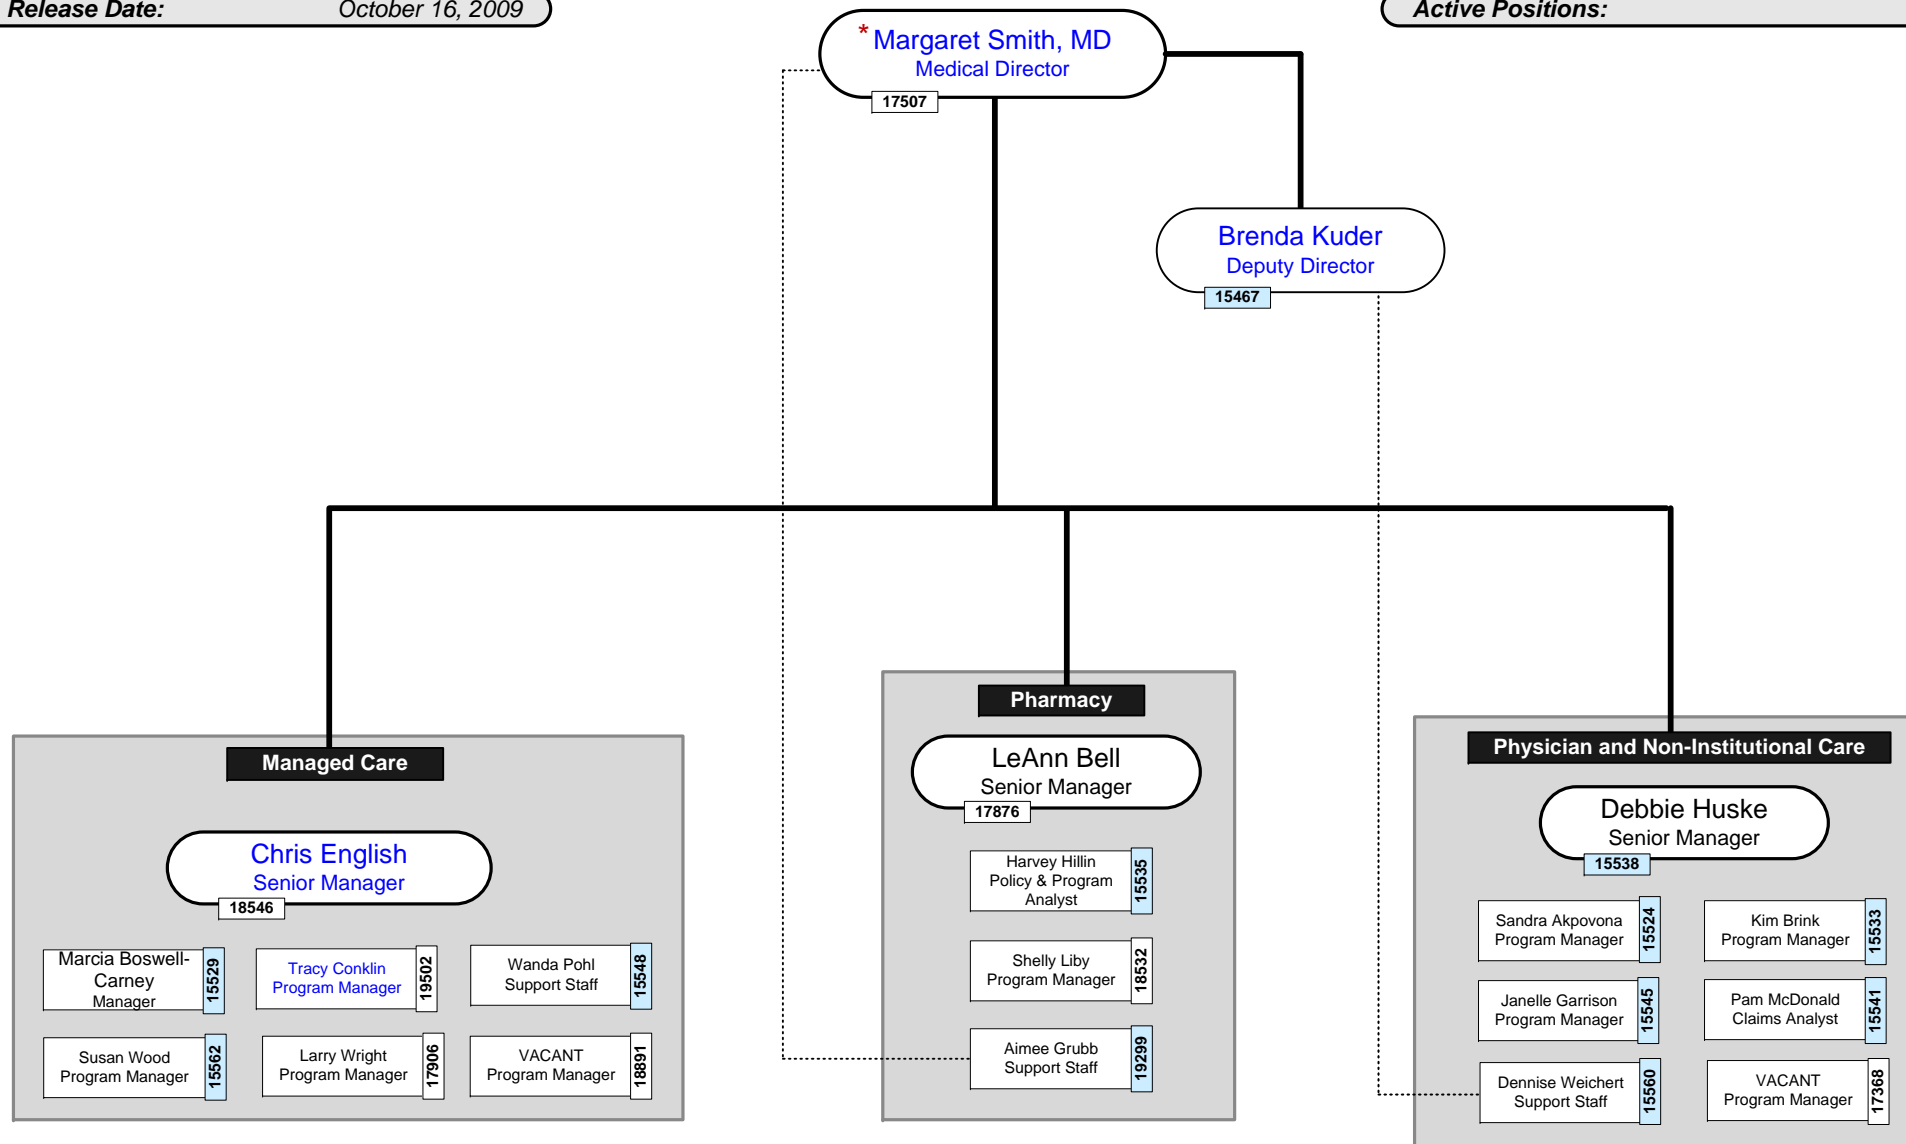 Release Date: October 16, 2009
Active Positions:
* Margaret Smith, MD
Medical Director
17507
Brenda Kuder
Deputy Director
15467
Managed Care
Chris English
Senior Manager
18546
Marcia Boswell-
Carney
Manager
15529
Tracy Conklin
Program Manager
19502
Wanda Pohl
Support Staff
15548
Susan Wood
Program Manager
15562
Larry Wright
Program Manager
17906
VACANT
Program Manager
18891
Pharmacy
LeAnn Bell
Senior Manager
17876
Harvey Hillin
Policy & Program
Analyst
15535
Shelly Liby
Program Manager
18532
Aimee Grubb
Support Staff
19299
Physician and Non-Institutional Care
Debbie Huske
Senior Manager
15538
Sandra Akpovona
Program Manager
15524
Kim Brink
Program Manager
15533
Janelle Garrison
Program Manager
15545
Pam McDonald
Claims Analyst
15541
Dennise Weichert
Support Staff
15560
VACANT
Program Manager
17368